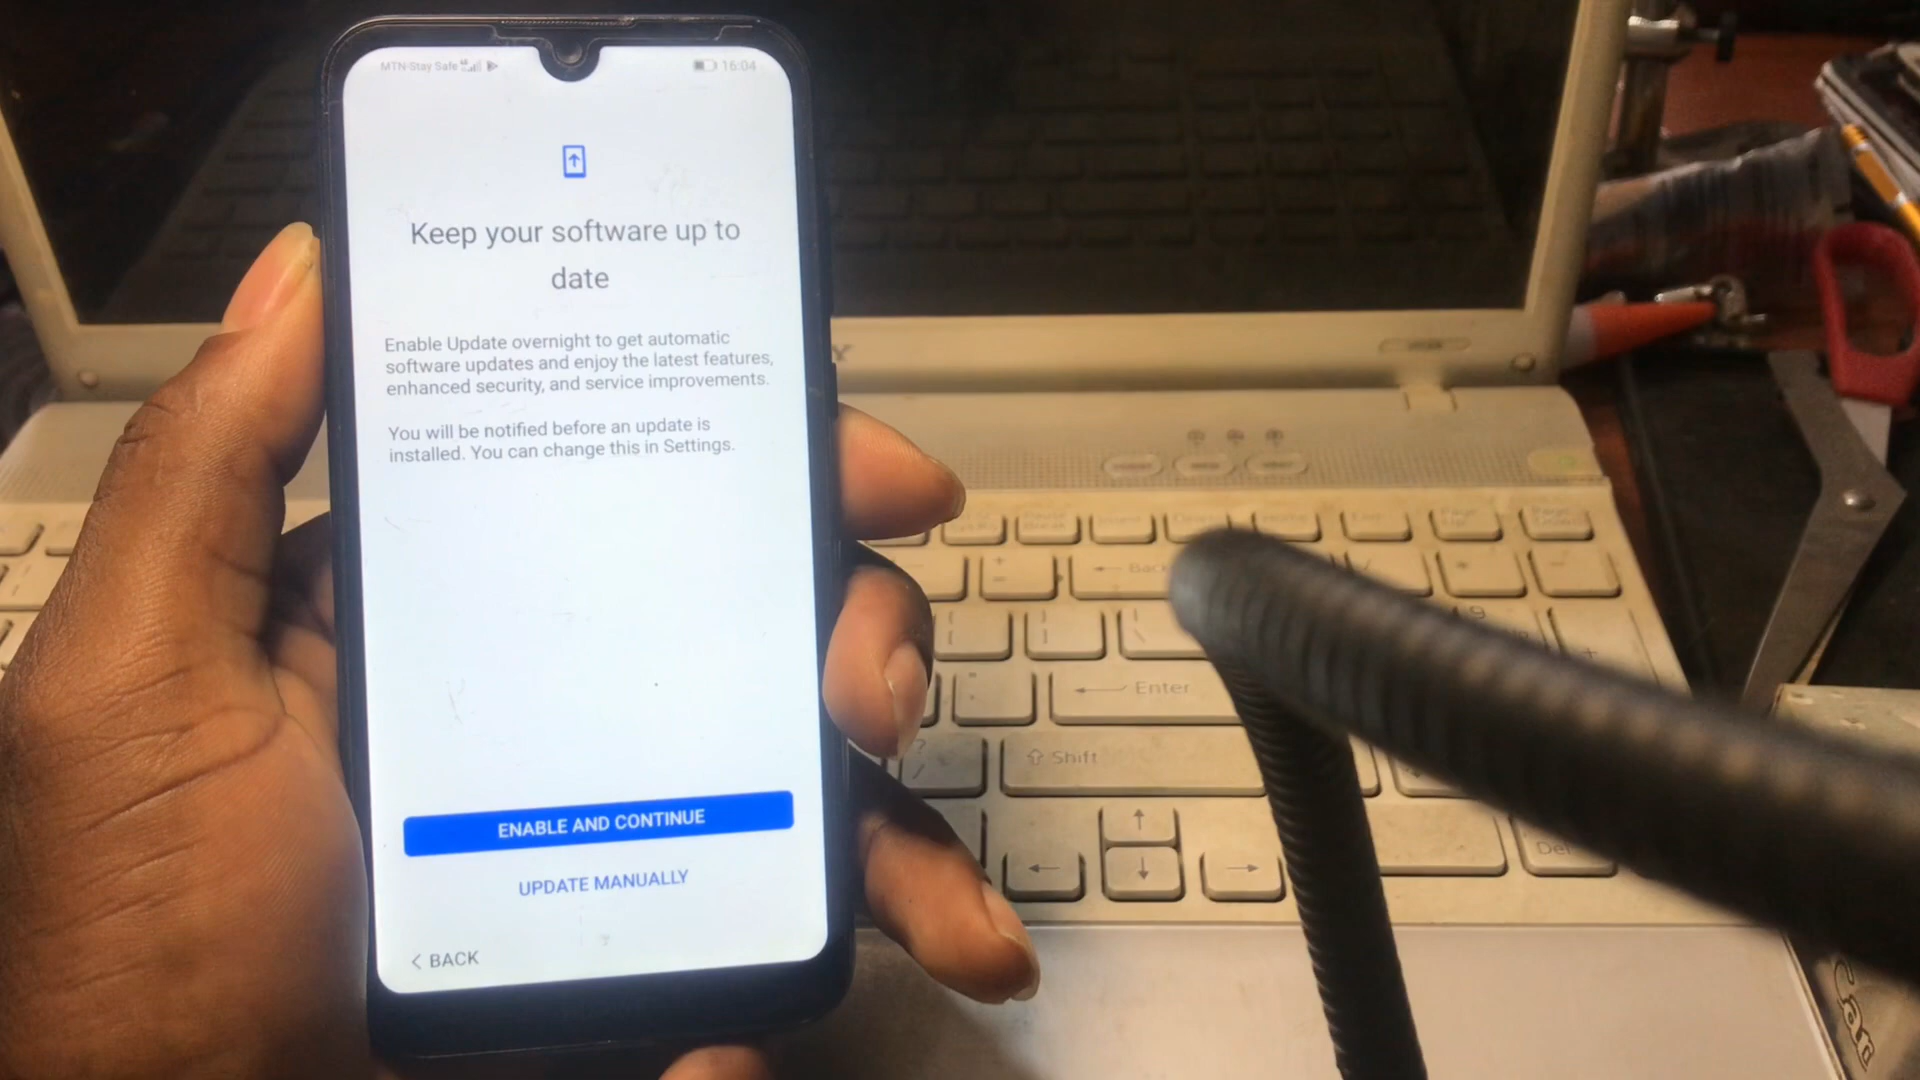 MTN-Stay Safe
16:04
Keep your software up to
date
Enable Update overnight to get automatic
software updates and enjoy the latest features,
enhanced security, and service improvements.
You will be notified before an update is
installed. You can change this in Settings.
ENABLE AND CONTINUE
UPDATE MANUALLY
< BACK
Y
← Back
← Enter
⇧ Shift
?
/
↑
← ↓ →
Del